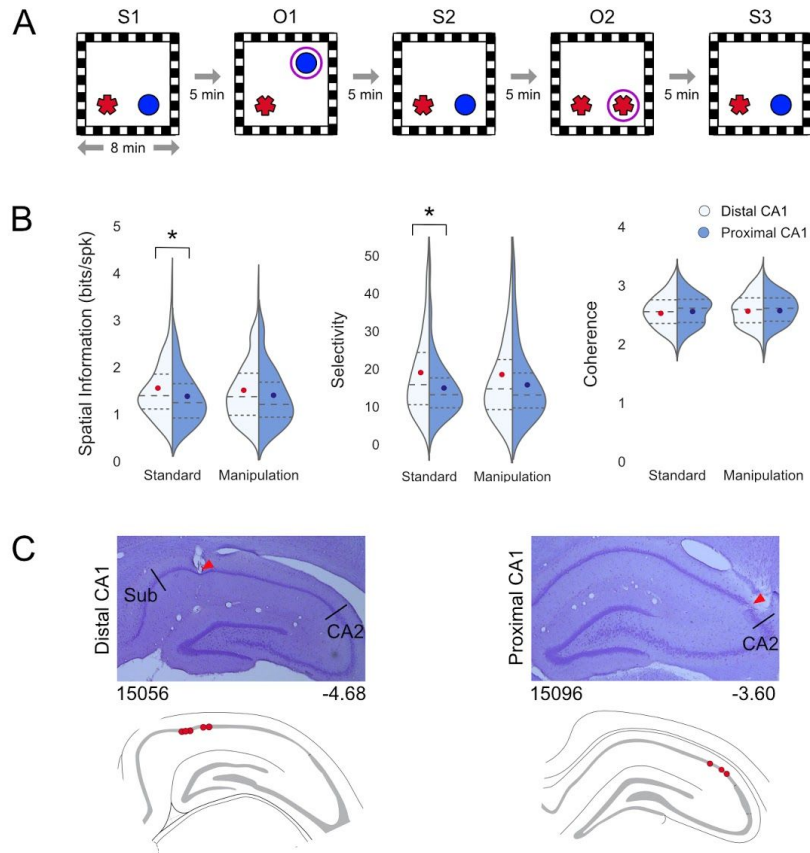 A
S1 O1 S2 O2 S3
5 min 5 min 5 min 5 min
8 min
B
Distal CA1
Proximal CA1
Spatial Information (bits/spk)
5
4
3
2
1
0
*
Standard Manipulation
Selectivity
50
40
30
20
10
0
*
Standard Manipulation
Coherence
4
3
2
1
0
Standard Manipulation
C
Distal CA1
Sub
CA2
15056 -4.68
Proximal CA1
CA2
15096 -3.60